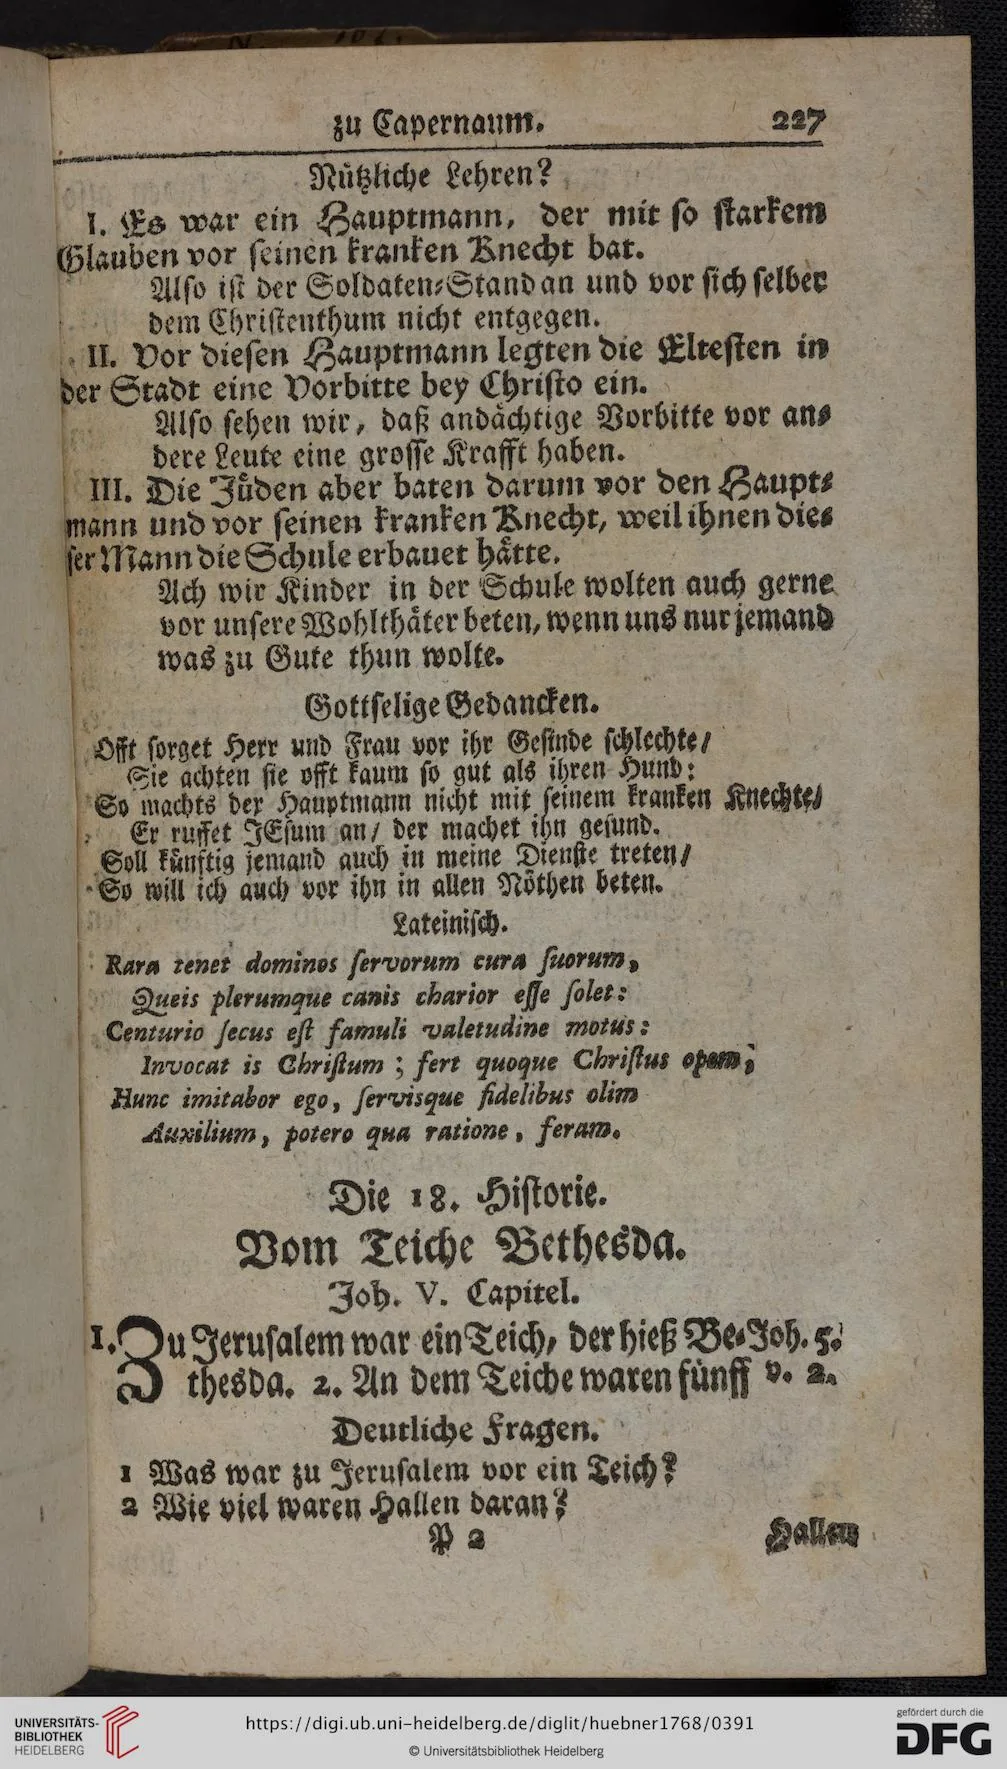 zu Capernaum. 227
Nützliche Lehren?
I. Es war ein Hauptmann, der mit so starkem
Glauben vor seinen kranken Knecht bat.
Also ist der Soldaten-Stand an und vor sich selber
dem Christenthum nicht entgegen.
II. Vor diesen Hauptmann legten die Eltesten in
der Stadt eine Vorbitte bey Christo ein.
Also sehen wir, daß andächtige Vorbitte vor an-
dere Leute eine grosse Krafft haben.
III. Die Jüden aber baten darum vor den Haupt-
mann und vor seinen kranken Knecht, weil ihnen die-
ser Mann die Schule erbauet hätte.
Ach wir Kinder in der Schule wolten auch gerne
vor unsere Wohlthäter beten, wenn uns nur jemand
was zu Gute thun wolte.
Gottselige Gedancken.
Offt sorget Herr und Frau vor ihr Gesinde schlechte/
Sie achten sie offt kaum so gut als ihren Hund:
So machts der Hauptmann nicht mit seinem kranken Knechte/
Er ruffet JEsum an/ der machet ihn gesund.
Soll künftig jemand auch in meine Dienste treten/
So will ich auch vor ihn in allen Nöthen beten.
Lateinisch.
Rara tenet dominos servorum cura suorum,
Queis plerumque canis charior esse solet:
Centurio secus est famuli valetudine motus:
Invocat is Christum ; fert quoque Christus opem;
Hunc imitabor ego, servisque fidelibus olim
Auxilium, potero qua ratione, feram.
Die 18. Historie.
Vom Teiche Bethesda.
Joh. V. Capitel.
1. Zu Jerusalem war ein Teich, der hieß Be- Joh. 5.
thesda. 2. An dem Teiche waren fünff v. 2.
Deutliche Fragen.
1 Was war zu Jerusalem vor ein Teich?
2 Wie viel waren Hallen daran?
P 2 Hallen
UNIVERSITÄTS-
BIBLIOTHEK
HEIDELBERG
https://digi.ub.uni-heidelberg.de/diglit/huebner1768/0391
© Universitätsbibliothek Heidelberg
gefördert durch die
DFG